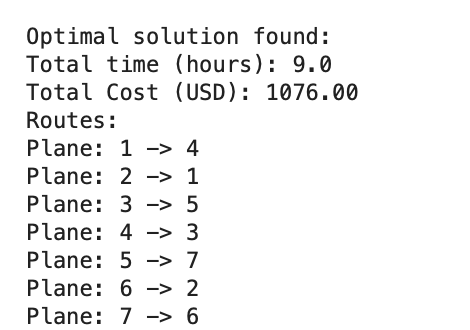 Optimal solution found:
Total time (hours): 9.0
Total Cost (USD): 1076.00
Routes:
Plane: 1 -> 4
Plane: 2 -> 1
Plane: 3 -> 5
Plane: 4 -> 3
Plane: 5 -> 7
Plane: 6 -> 2
Plane: 7 -> 6